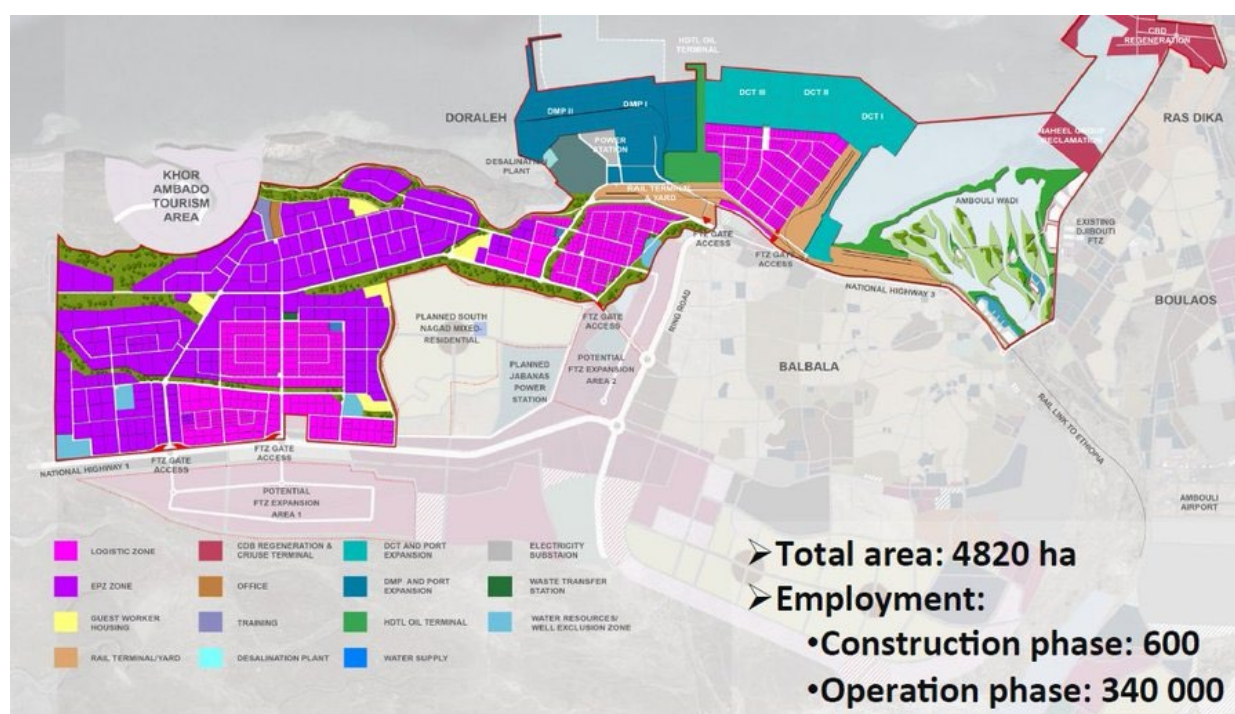 HDTL OIL
TERMINAL
CBD
REGENERATION
DCT III
DCT II
DCT I
DMP II
DMP I
DORALEH
RAHEEL GROUP
RECLAMATION
RAS DIKA
POWER
STATION
DESALINATION
PLANT
KHOR
AMBADO
TOURISM
AREA
RAIL TERMINAL
& YARD
AMBOULI WADI
EXISTING
DJIBOUTI
FTZ
FTZ GATE
ACCESS
FTZ GATE
ACCESS
NATIONAL HIGHWAY 3
BOULAOS
RING ROAD
FTZ GATE
ACCESS
PLANNED SOUTH
NAGAD MIXED-
RESIDENTIAL
POTENTIAL
FTZ EXPANSION
AREA 2
PLANNED
JABANAS
POWER
STATION
BALBALA
RAIL LINK TO ETHIOPIA
FTZ GATE
ACCESS
FTZ GATE
ACCESS
NATIONAL HIGHWAY 1
POTENTIAL
FTZ EXPANSION
AREA 1
AMBOULI
AIRPORT
LOGISTIC ZONE
CDB REGENERATION &
CRIUSE TERMINAL
DCT AND PORT
EXPANSION
ELECTRICITY
SUBSTAION
EPZ ZONE
OFFICE
DMP AND PORT
EXPANSION
WASTE TRANSFER
STATION
GUEST WORKER
HOUSING
TRAINING
HDTL OIL TERMINAL
WATER RESOURCES/
WELL EXCLUSION ZONE
RAIL TERMINAL/YARD
DESALINATION PLANT
WATER SUPPLY
➢Total area: 4820 ha
➢Employment:
•Construction phase: 600
•Operation phase: 340 000